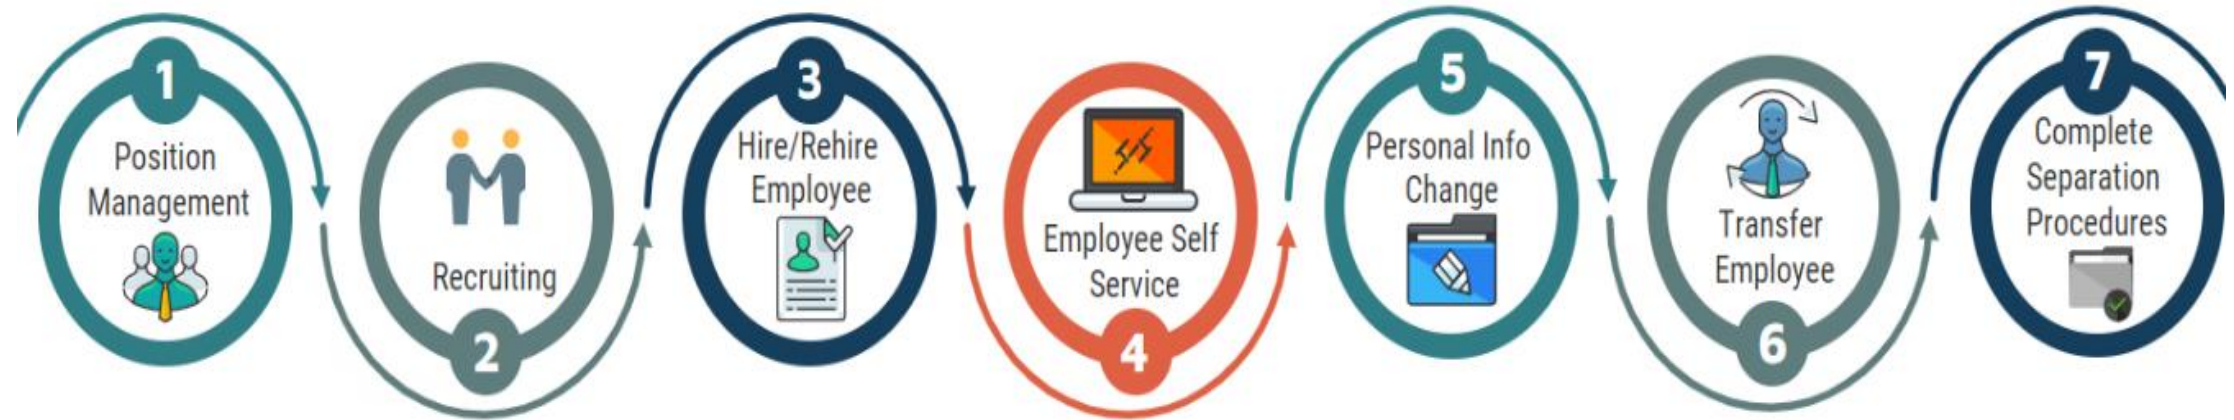 1
Position
Management
Recruiting
2
3
Hire/Rehire
Employee
Employee Self
Service
4
5
Personal Info
Change
Transfer
Employee
6
7
Complete
Separation
Procedures